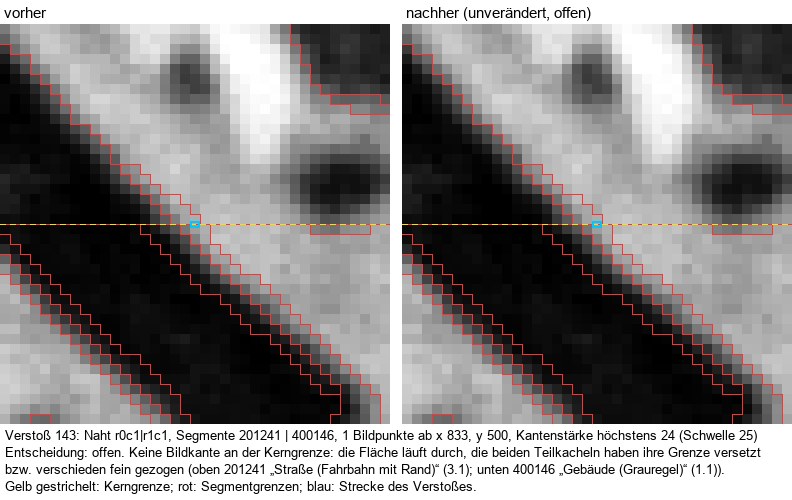 vorher
nachher (unverändert, offen)
Verstoß 143: Naht r0c1|r1c1, Segmente 201241 | 400146, 1 Bildpunkte ab x 833, y 500, Kantenstärke höchstens 24 (Schwelle 25)
Entscheidung: offen. Keine Bildkante an der Kerngrenze: die Fläche läuft durch, die beiden Teilkacheln haben ihre Grenze versetzt
bzw. verschieden fein gezogen (oben 201241 „Straße (Fahrbahn mit Rand)“ (3.1); unten 400146 „Gebäude (Grauregel)“ (1.1)).
Gelb gestrichelt: Kerngrenze; rot: Segmentgrenzen; blau: Strecke des Verstoßes.